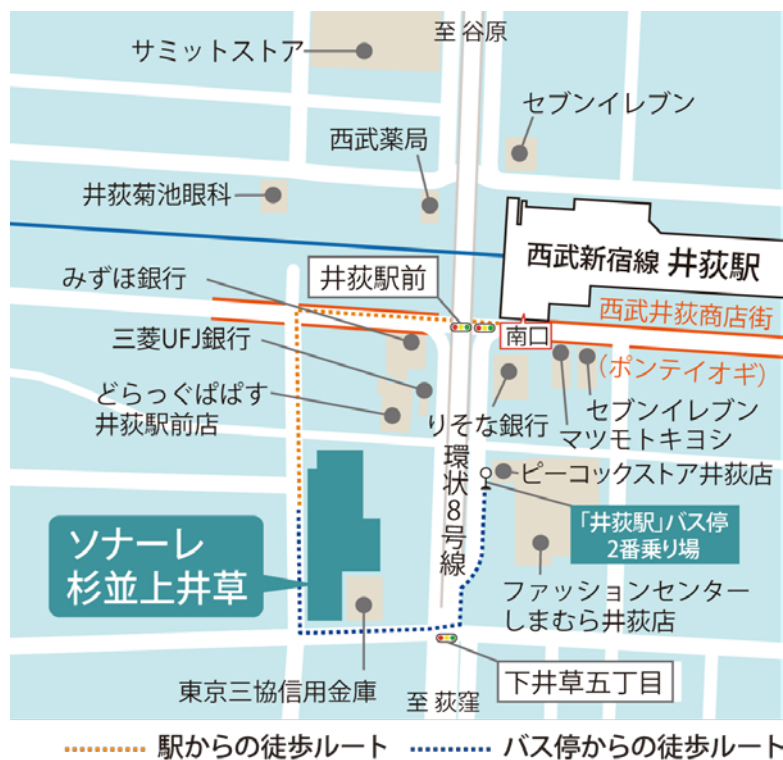 至 谷原
サミットストア
セブンイレブン
西武薬局
井荻菊池眼科
西武新宿線 井荻駅
みずほ銀行
井荻駅前
西武井荻商店街
南口
三菱UFJ銀行
(ポンテイオギ)
どらっぐぱぱす
井荻駅前店
セブンイレブン
りそな銀行
マツモトキヨシ
環状8号線
ピーコックストア井荻店
「井荻駅」バス停
2番乗り場
ソナーレ
杉並上井草
ファッションセンター
しまむら井荻店
東京三協信用金庫
下井草五丁目
至 荻窪
駅からの徒歩ルート
バス停からの徒歩ルート